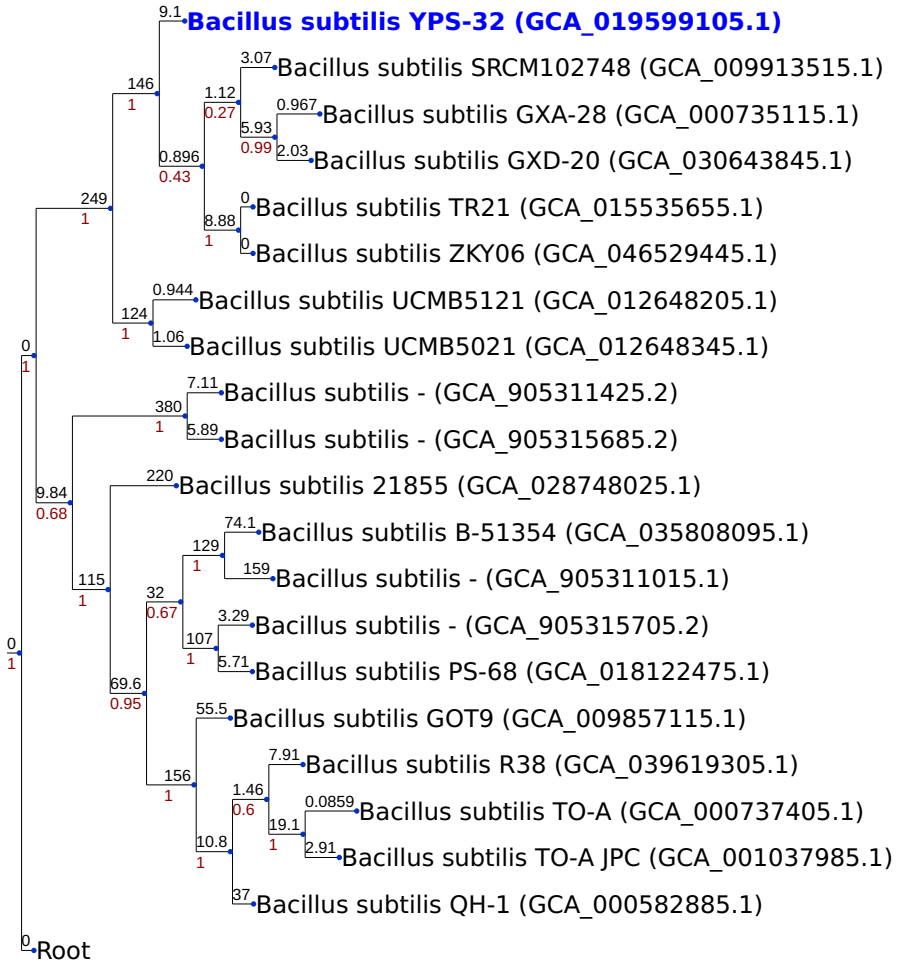 9.1
Bacillus subtilis YPS-32 (GCA_019599105.1)
3.07
Bacillus subtilis SRCM102748 (GCA_009913515.1)
146
1
1.12
0.27
0.967
Bacillus subtilis GXA-28 (GCA_000735115.1)
5.93
0.99
2.03
Bacillus subtilis GXD-20 (GCA_030643845.1)
0.896
0.43
249
1
0
Bacillus subtilis TR21 (GCA_015535655.1)
8.88
1
0
Bacillus subtilis ZKY06 (GCA_046529445.1)
0.944
Bacillus subtilis UCMB5121 (GCA_012648205.1)
124
1
1.06
Bacillus subtilis UCMB5021 (GCA_012648345.1)
0
1
7.11
Bacillus subtilis - (GCA_905311425.2)
380
1
5.89
Bacillus subtilis - (GCA_905315685.2)
220
Bacillus subtilis 21855 (GCA_028748025.1)
9.84
0.68
74.1
Bacillus subtilis B-51354 (GCA_035808095.1)
129
1
159
Bacillus subtilis - (GCA_905311015.1)
115
1
32
0.67
3.29
Bacillus subtilis - (GCA_905315705.2)
107
1
5.71
Bacillus subtilis PS-68 (GCA_018122475.1)
0
1
69.6
0.95
55.5
Bacillus subtilis GOT9 (GCA_009857115.1)
7.91
Bacillus subtilis R38 (GCA_039619305.1)
156
1
1.46
0.6
0.0859
Bacillus subtilis TO-A (GCA_000737405.1)
19.1
1
2.91
Bacillus subtilis TO-A JPC (GCA_001037985.1)
10.8
1
37
Bacillus subtilis QH-1 (GCA_000582885.1)
0
Root